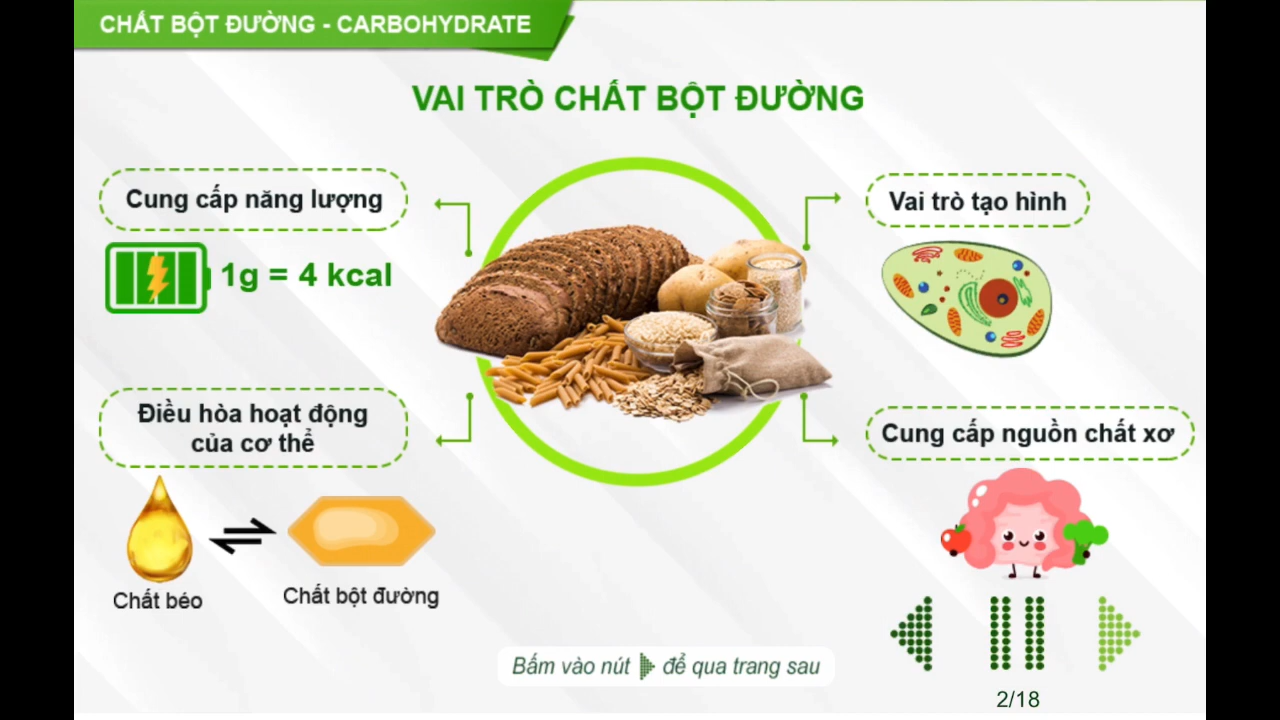 CHẤT BỘT ĐƯỜNG - CARBOHYDRATE
VAI TRÒ CHẤT BỘT ĐƯỜNG
Cung cấp năng lượng
1g = 4 kcal
Vai trò tạo hình
Điều hòa hoạt động
của cơ thể
Chất béo
Chất bột đường
Cung cấp nguồn chất xơ
Bấm vào nút để qua trang sau
2/18